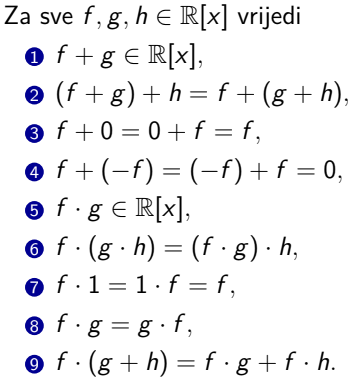 Za sve f, g, h ∈ ℝ[x] vrijedi
1 f + g ∈ ℝ[x],
2 (f + g) + h = f + (g + h),
3 f + 0 = 0 + f = f,
4 f + (−f) = (−f) + f = 0,
5 f · g ∈ ℝ[x],
6 f · (g · h) = (f · g) · h,
7 f · 1 = 1 · f = f,
8 f · g = g · f,
9 f · (g + h) = f · g + f · h.